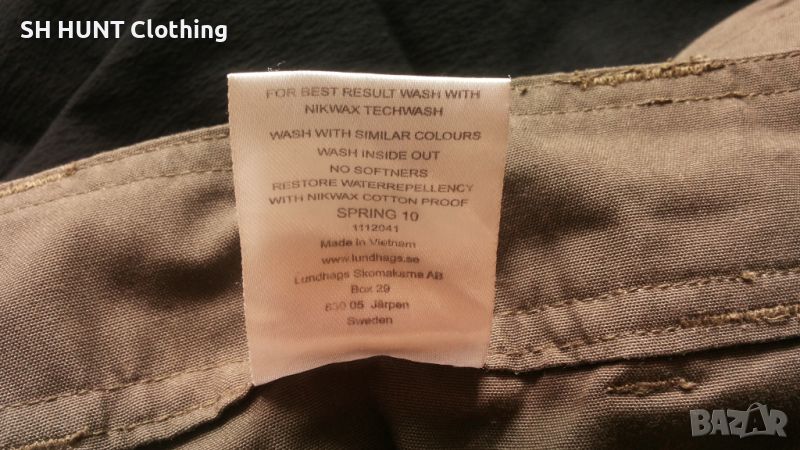 SH HUNT Clothing
FOR BEST RESULT WASH WITH
NIKWAX TECHWASH
WASH WITH SIMILAR COLOURS
WASH INSIDE OUT
NO SOFTNERS
RESTORE WATERREPELLENCY
WITH NIKWAX COTTON PROOF
SPRING 10
1112041
Made in Vietnam
www.lundhags.se
Lundhags Skomakarna AB
Box 29
830 05 Järpen
Sweden
BAZAR